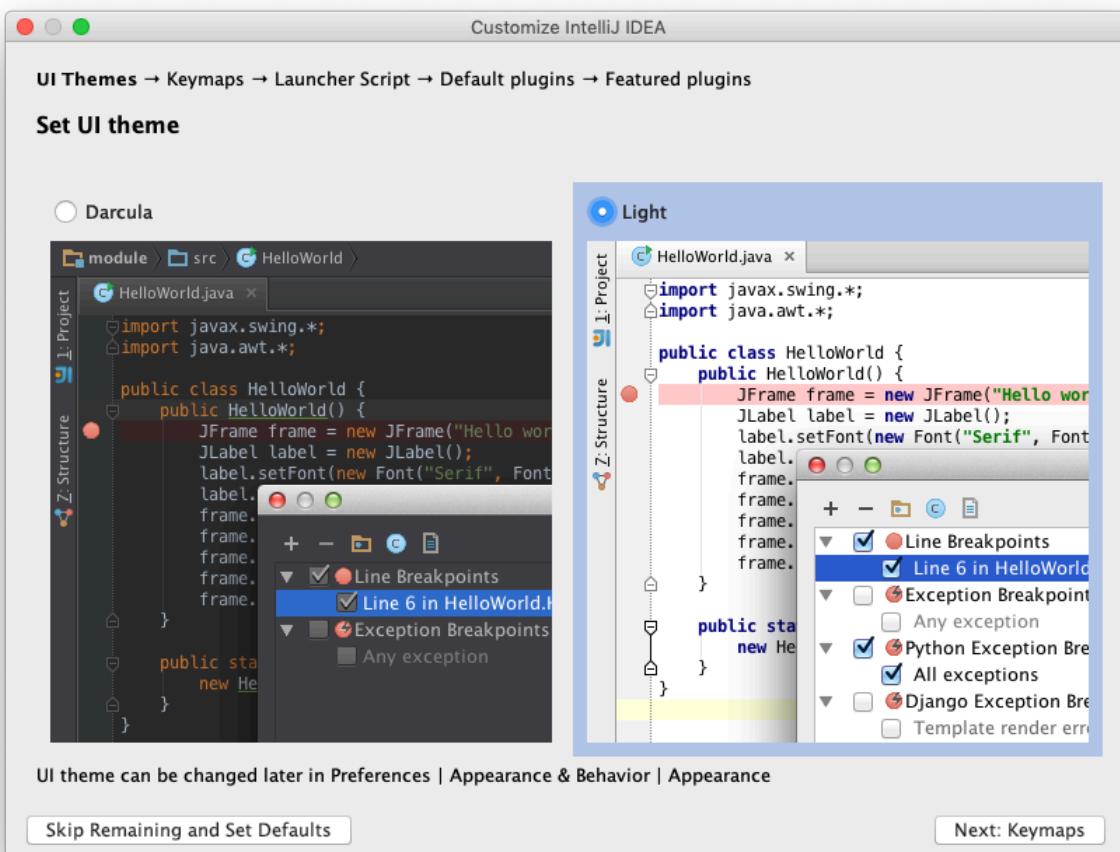 Customize IntelliJ IDEA
UI Themes → Keymaps → Launcher Script → Default plugins → Featured plugins
Set UI theme
Darcula
module src HelloWorld
HelloWorld.java ×
1: Project
Z: Structure
import javax.swing.*;
import java.awt.*;
public class HelloWorld {
public HelloWorld() {
JFrame frame = new JFrame("Hello wor
JLabel label = new JLabel();
label.setFont(new Font("Serif", Font
label.
frame.
frame.
frame.
frame.
frame.
}
public sta
new He
}
}
Line Breakpoints
Line 6 in HelloWorld.H
Exception Breakpoints
Any exception
Light
HelloWorld.java ×
1: Project
Z: Structure
import javax.swing.*;
import java.awt.*;
public class HelloWorld {
public HelloWorld() {
JFrame frame = new JFrame("Hello wor
JLabel label = new JLabel();
label.setFont(new Font("Serif", Font
label.
frame.
frame.
frame.
frame.
frame.
}
public sta
new He
}
}
Line Breakpoints
Line 6 in HelloWorld
Exception Breakpoint
Any exception
Python Exception Bre
All exceptions
Django Exception Bre
Template render erro
UI theme can be changed later in Preferences | Appearance & Behavior | Appearance
Skip Remaining and Set Defaults
Next: Keymaps